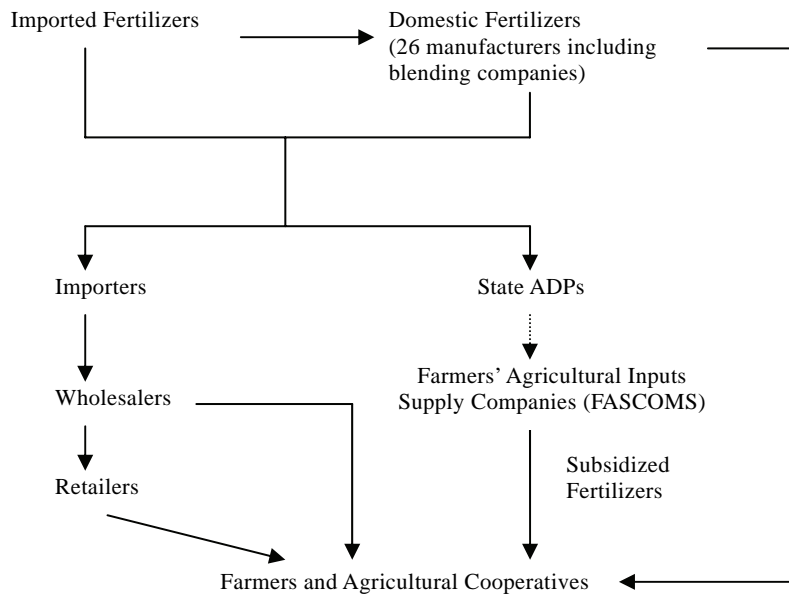 Imported Fertilizers
Domestic Fertilizers
(26 manufacturers including
blending companies)
Importers
State ADPs
Farmers’ Agricultural Inputs
Supply Companies (FASCOMS)
Wholesalers
Subsidized
Fertilizers
Retailers
Farmers and Agricultural Cooperatives